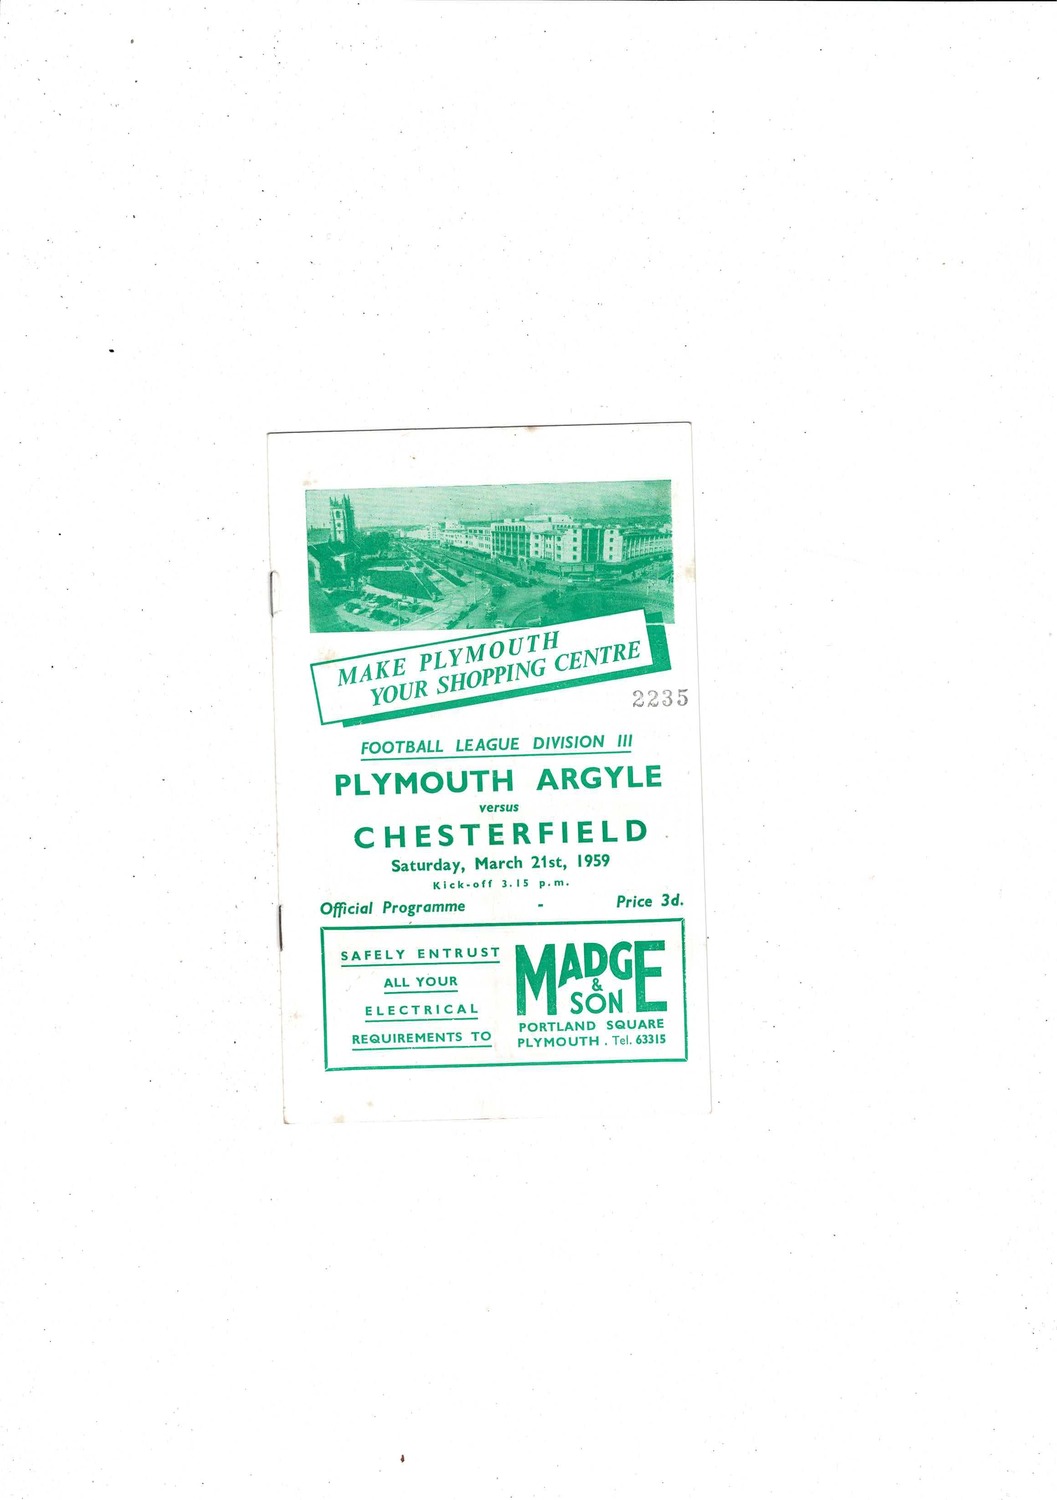 MAKE PLYMOUTH
YOUR SHOPPING CENTRE
2235
FOOTBALL LEAGUE DIVISION III
PLYMOUTH ARGYLE
versus
CHESTERFIELD
Saturday, March 21st, 1959
Kick-off 3.15 p.m.
Official Programme - Price 3d.
SAFELY ENTRUST
ALL YOUR
ELECTRICAL
REQUIREMENTS TO
MADGE
& SON
PORTLAND SQUARE
PLYMOUTH . Tel. 63315